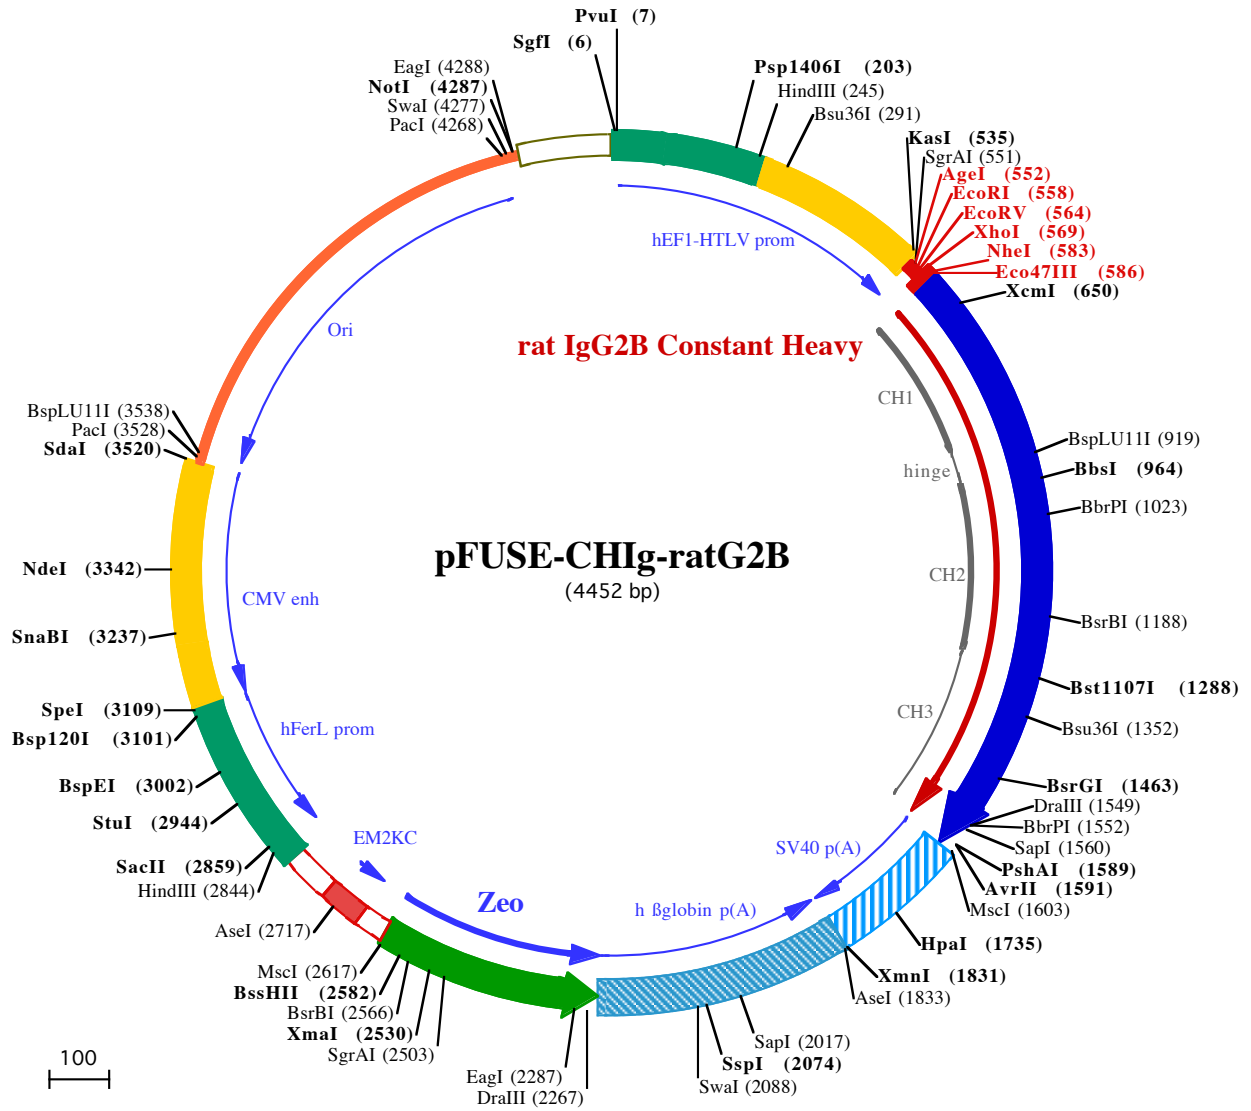 PvuI (7)
SgfI (6)
EagI (4288)
NotI (4287)
SwaI (4277)
PacI (4268)
Psp1406I (203)
HindIII (245)
Bsu36I (291)
KasI (535)
SgrAI (551)
AgeI (552)
EcoRI (558)
EcoRV (564)
XhoI (569)
NheI (583)
Eco47III (586)
XcmI (650)
hEF1-HTLV prom
Ori
rat IgG2B Constant Heavy
CH1
BspLU11I (3538)
PacI (3528)
SdaI (3520)
BspLU11I (919)
BbsI (964)
hinge
BbrPI (1023)
pFUSE-CHIg-ratG2B
(4452 bp)
NdeI (3342)
CH2
CMV enh
SnaBI (3237)
BsrBI (1188)
Bst1107I (1288)
SpeI (3109)
Bsp120I (3101)
CH3
hFerL prom
Bsu36I (1352)
BspEI (3002)
BsrGI (1463)
StuI (2944)
DraIII (1549)
BbrPI (1552)
SapI (1560)
EM2KC
SV40 p(A)
SacII (2859)
HindIII (2844)
PshAI (1589)
AvrII (1591)
MscI (1603)
Zeo
h ßglobin p(A)
AseI (2717)
HpaI (1735)
MscI (2617)
BssHII (2582)
BsrBI (2566)
XmaI (2530)
SgrAI (2503)
XmnI (1831)
AseI (1833)
SapI (2017)
SspI (2074)
SwaI (2088)
EagI (2287)
DraIII (2267)
100